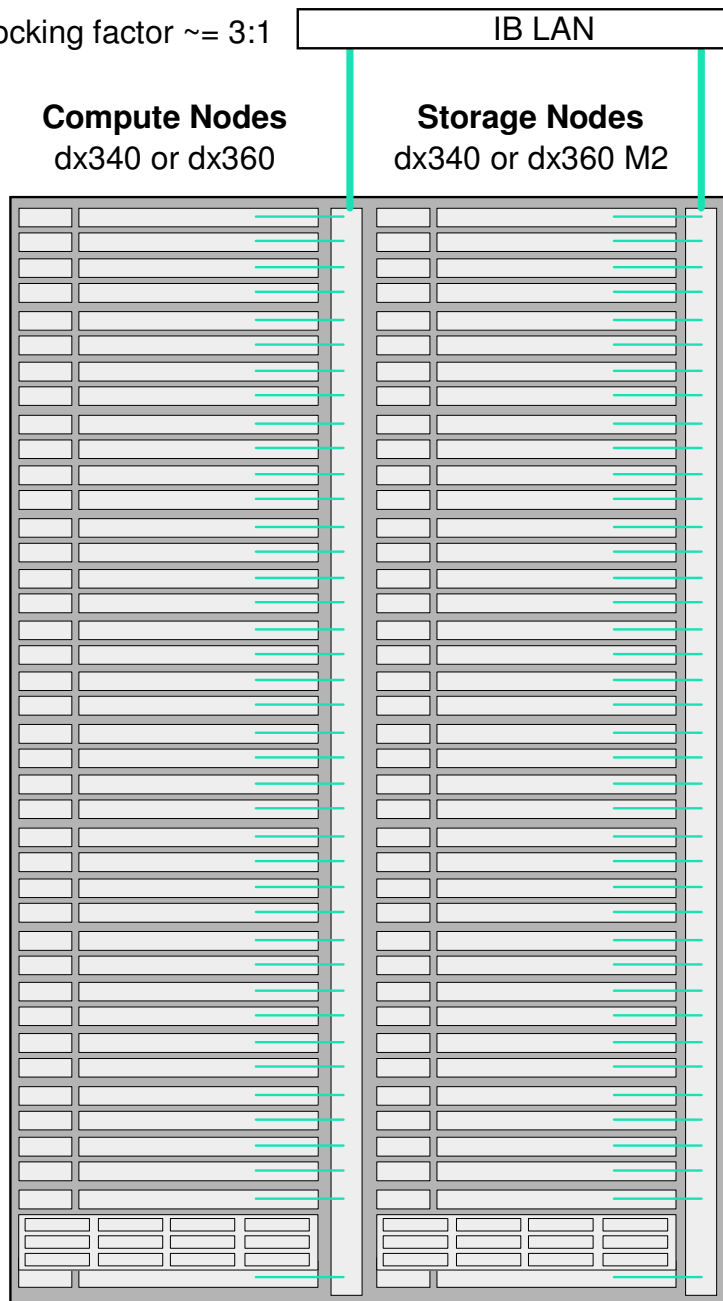 ocking factor ~= 3:1
IB LAN
Compute Nodes
dx340 or dx360
Storage Nodes
dx340 or dx360 M2